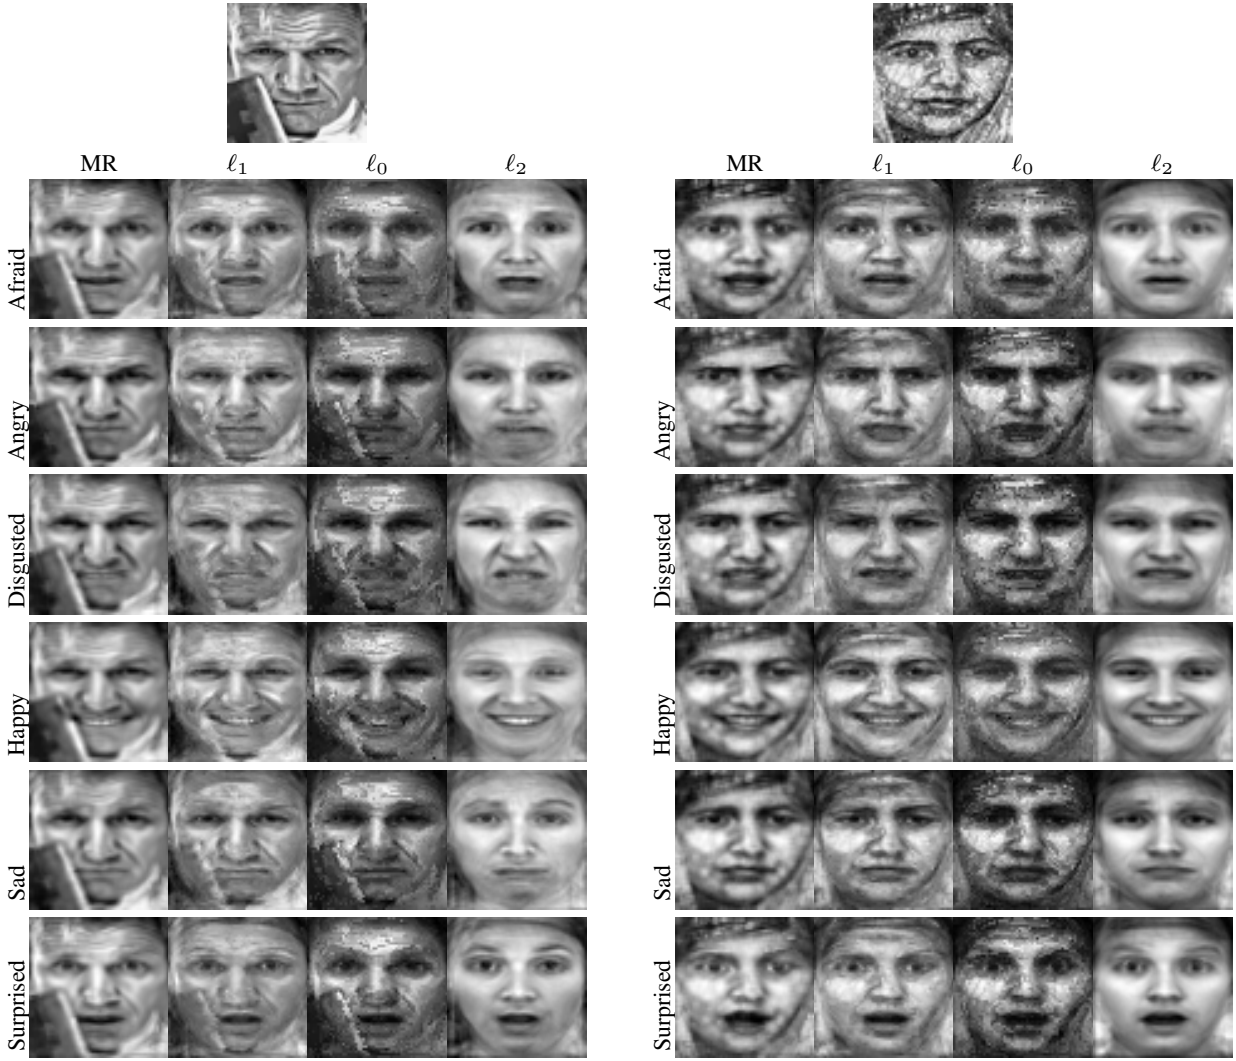 MR ℓ₁ ℓ₀ ℓ₂ MR ℓ₁ ℓ₀ ℓ₂
Afraid Afraid
Angry Angry
Disgusted Disgusted
Happy Happy
Sad Sad
Surprised Surprised